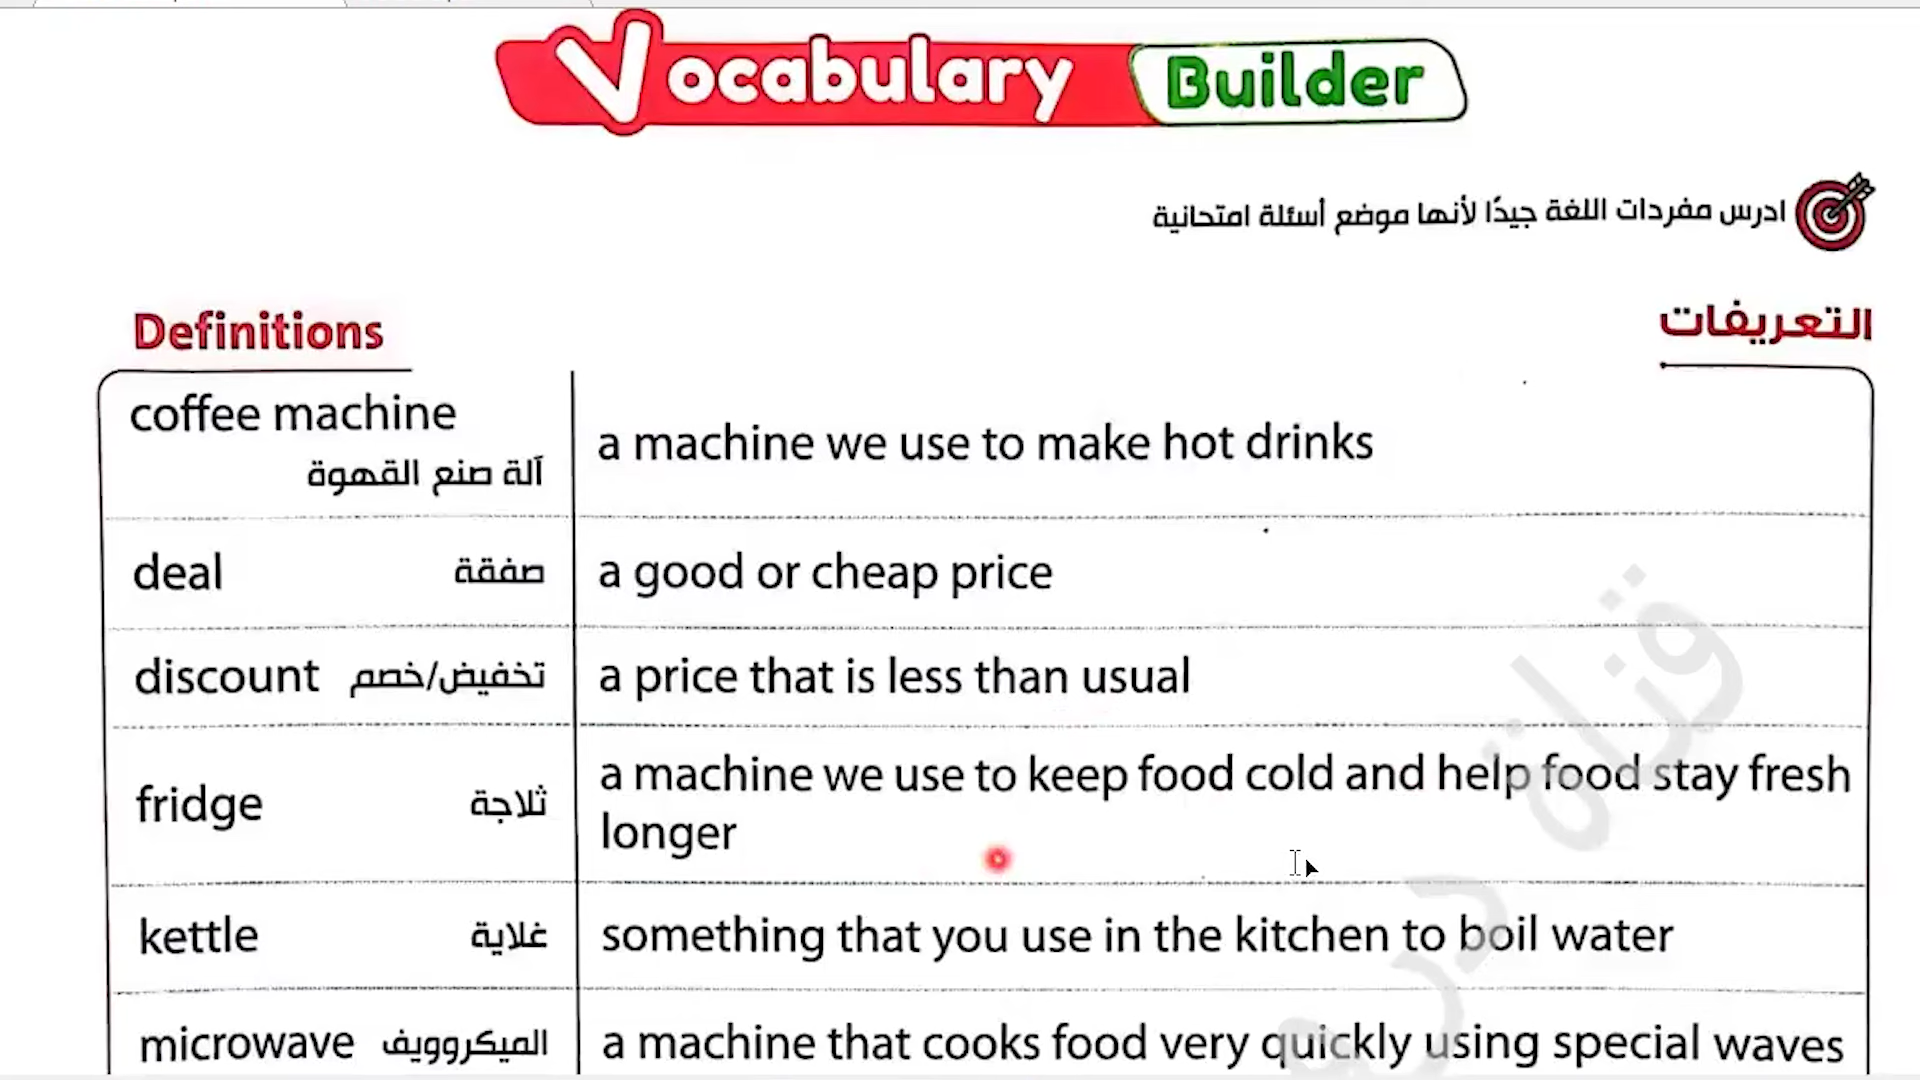 Vocabulary Builder
ادرس مفردات اللغة جيدًا لأنها موضع أسئلة امتحانية
Definitions التعريفات
coffee machine
آلة صنع القهوة
a machine we use to make hot drinks
deal صفقة a good or cheap price
discount تخفيض/خصم a price that is less than usual
fridge ثلاجة
a machine we use to keep food cold and help food stay fresh
longer
kettle غلاية something that you use in the kitchen to boil water
microwave الميكروويف a machine that cooks food very quickly using special waves
قناة